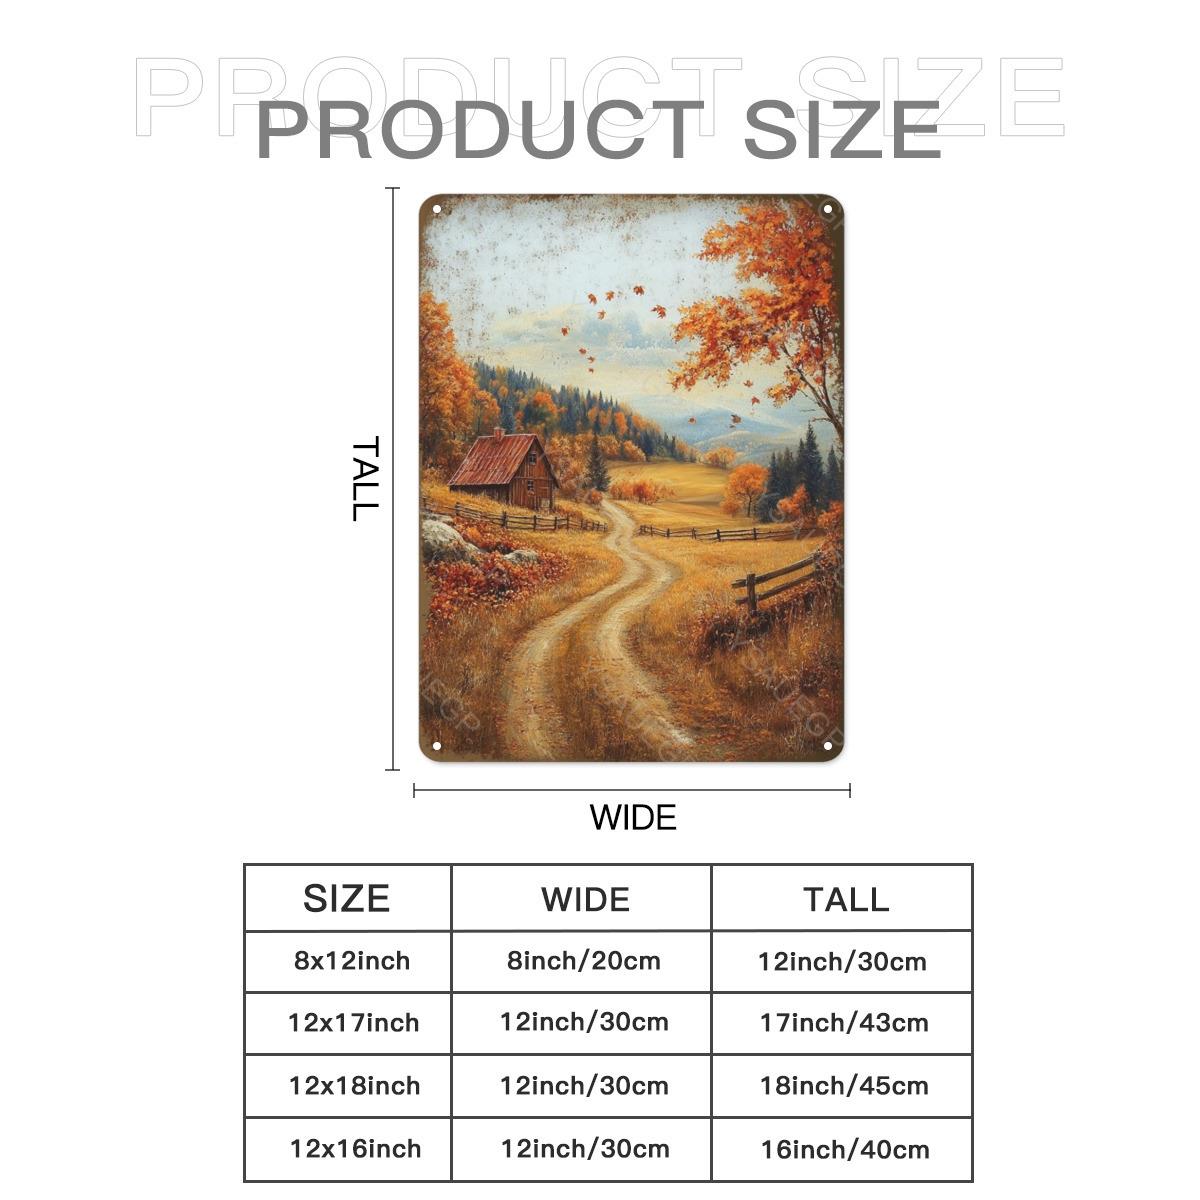 PRODUCT SIZE
PRODUCT SIZE
TALL
WIDE
SIZE WIDE TALL
8x12inch 8inch/20cm 12inch/30cm
12x17inch 12inch/30cm 17inch/43cm
12x18inch 12inch/30cm 18inch/45cm
12x16inch 12inch/30cm 16inch/40cm